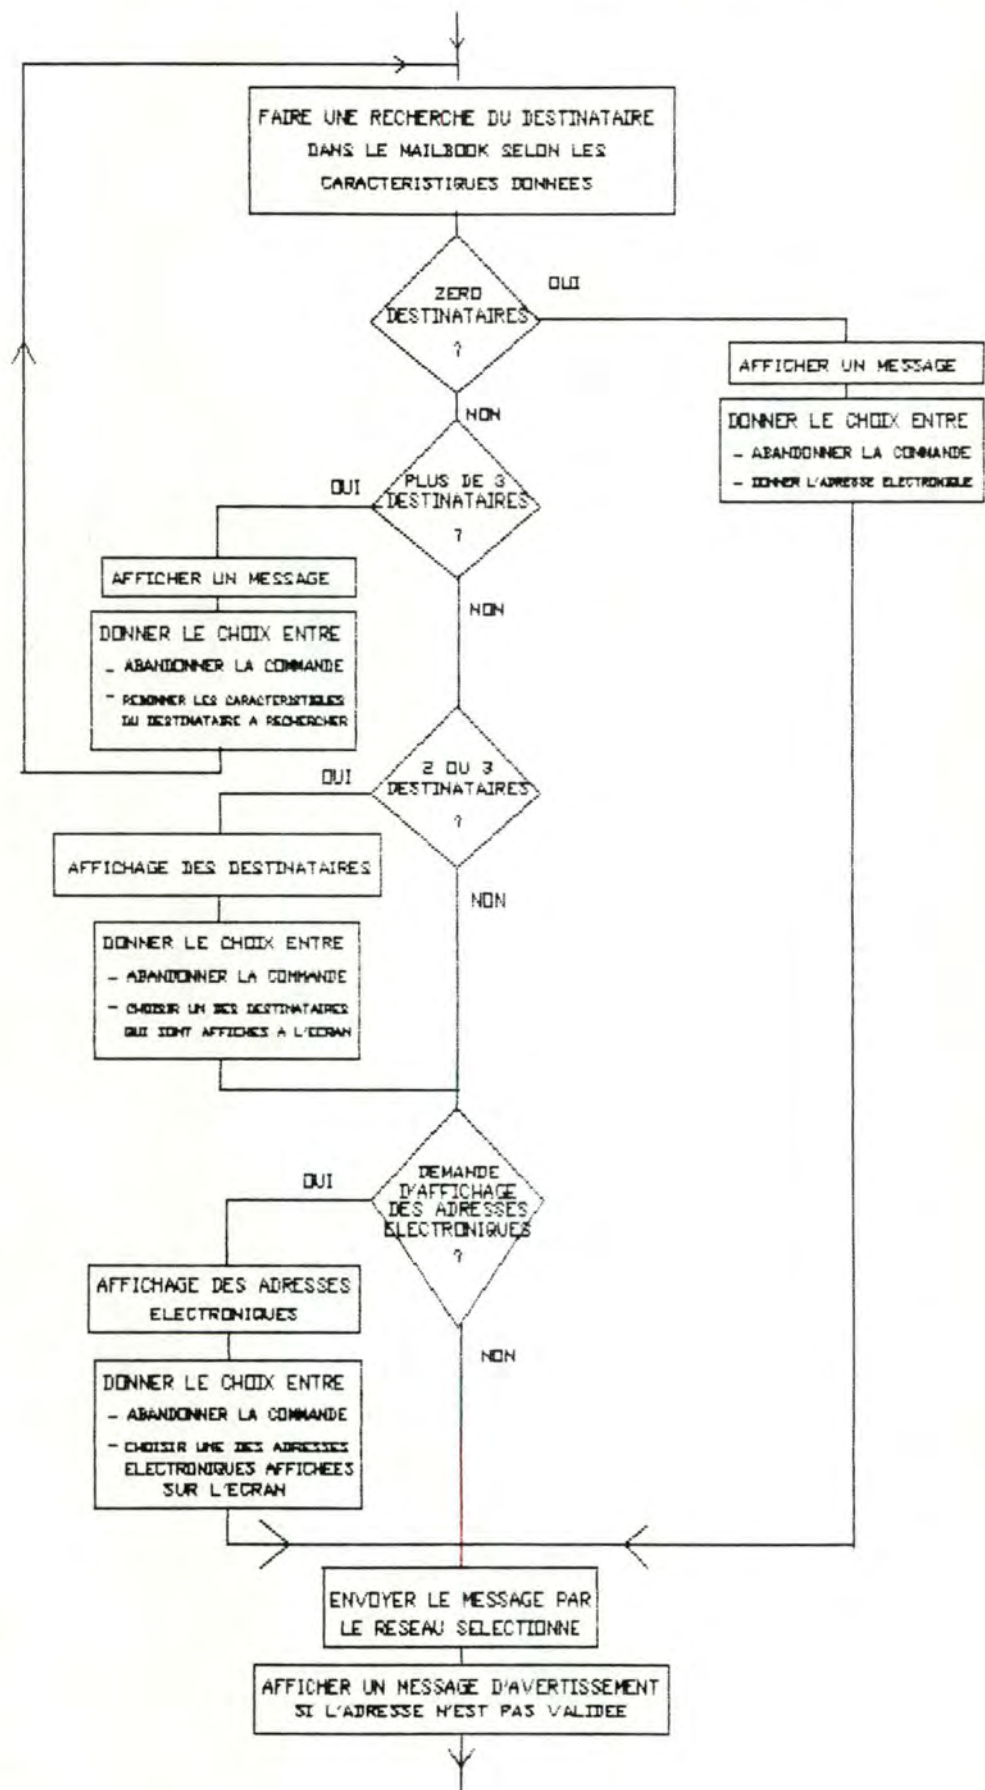 FAIRE UNE RECHERCHE DU DESTINATAIRE
DANS LE MAILBOOK SELON LES
CARACTERISTIQUES DONNEES
ZERO
DESTINATAIRES
?
OUI
AFFICHER UN MESSAGE
DONNER LE CHOIX ENTRE
- ABANDONNER LA COMMANDE
- DONNER L'ADRESSE ELECTRONIQUE
NON
PLUS DE 3
DESTINATAIRES
?
OUI
AFFICHER UN MESSAGE
DONNER LE CHOIX ENTRE
- ABANDONNER LA COMMANDE
- REDONNER LES CARACTERISTIQUES
DU DESTINATAIRE A RECHERCHER
NON
2 OU 3
DESTINATAIRES
?
OUI
AFFICHAGE DES DESTINATAIRES
DONNER LE CHOIX ENTRE
- ABANDONNER LA COMMANDE
- CHOISIR UN DES DESTINATAIRES
QUI SONT AFFICHES A L'ECRAN
NON
DEMANDE
D'AFFICHAGE
DES ADRESSES
ELECTRONIQUES
?
OUI
AFFICHAGE DES ADRESSES
ELECTRONIQUES
DONNER LE CHOIX ENTRE
- ABANDONNER LA COMMANDE
- CHOISIR UNE DES ADRESSES
ELECTRONIQUES AFFICHEES
SUR L'ECRAN
NON
ENVOYER LE MESSAGE PAR
LE RESEAU SELECTIONNE
AFFICHER UN MESSAGE D'AVERTISSEMENT
SI L'ADRESSE N'EST PAS VALIDEE